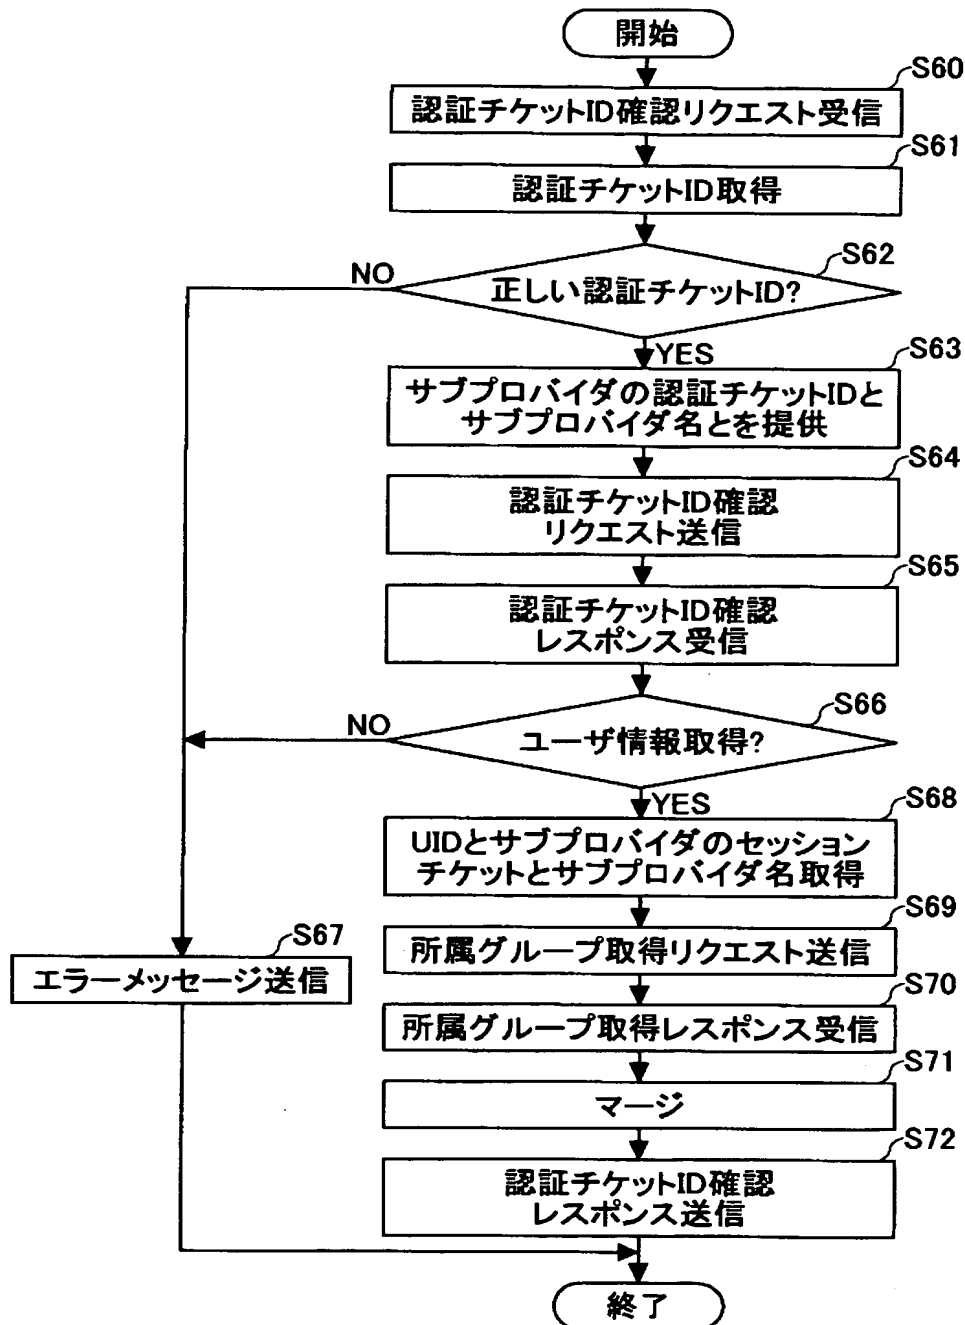 開始
S60
認証チケットID確認リクエスト受信
S61
認証チケットID取得
S62
NO
正しい認証チケットID?
YES
S63
サブプロバイダの認証チケットIDと
サブプロバイダ名とを提供
S64
認証チケットID確認
リクエスト送信
S65
認証チケットID確認
レスポンス受信
S66
NO
ユーザ情報取得?
YES
S68
UIDとサブプロバイダのセッション
チケットとサブプロバイダ名取得
S69
所属グループ取得リクエスト送信
S67
エラーメッセージ送信
S70
所属グループ取得レスポンス受信
S71
マージ
S72
認証チケットID確認
レスポンス送信
終了